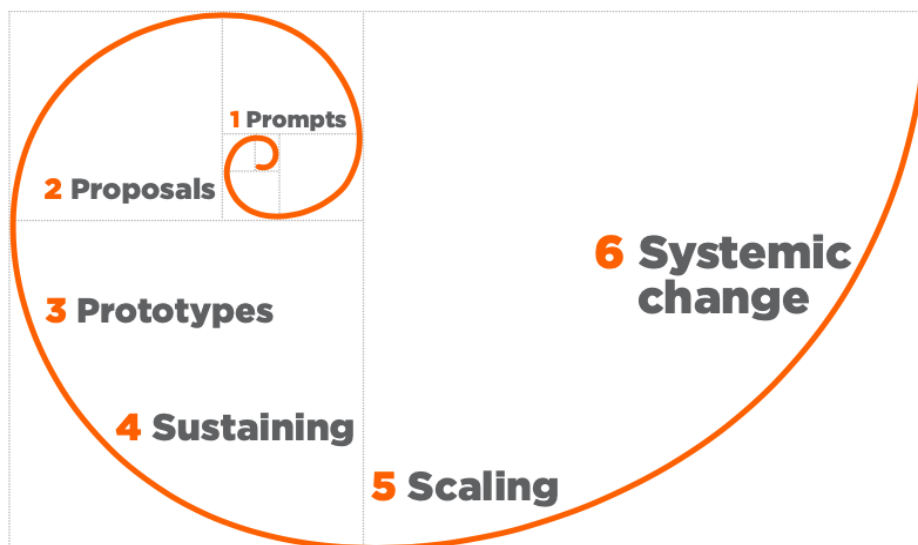 1 Prompts
2 Proposals
3 Prototypes
4 Sustaining
5 Scaling
6 Systemic
change